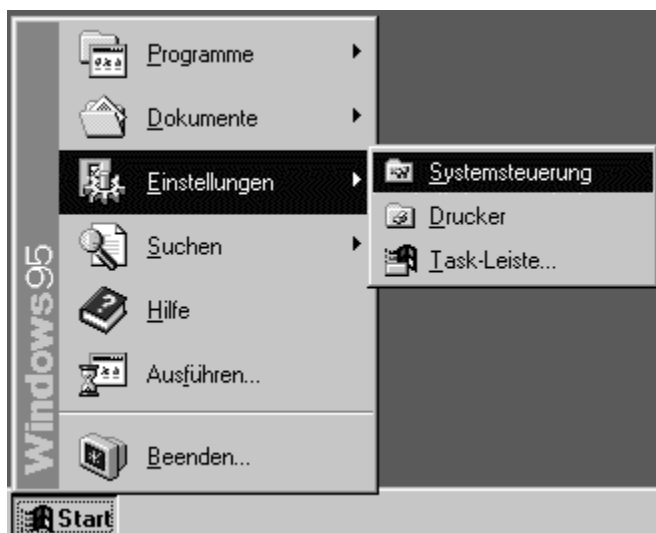 Programme
Dokumente
Einstellungen
Suchen
Hilfe
Ausführen...
Beenden...
Systemsteuerung
Drucker
Task-Leiste...
Windows95
Start